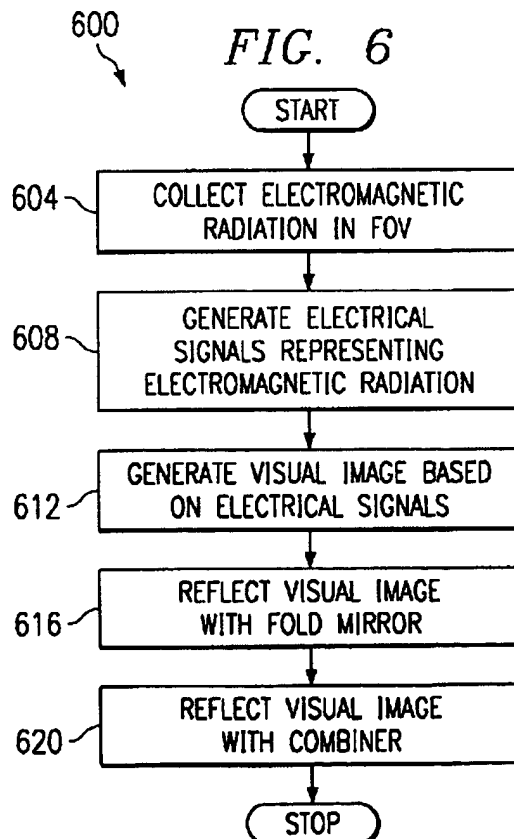 600
FIG. 6
START
604
COLLECT ELECTROMAGNETIC
RADIATION IN FOV
608
GENERATE ELECTRICAL
SIGNALS REPRESENTING
ELECTROMAGNETIC RADIATION
612
GENERATE VISUAL IMAGE BASED
ON ELECTRICAL SIGNALS
616
REFLECT VISUAL IMAGE
WITH FOLD MIRROR
620
REFLECT VISUAL IMAGE
WITH COMBINER
STOP